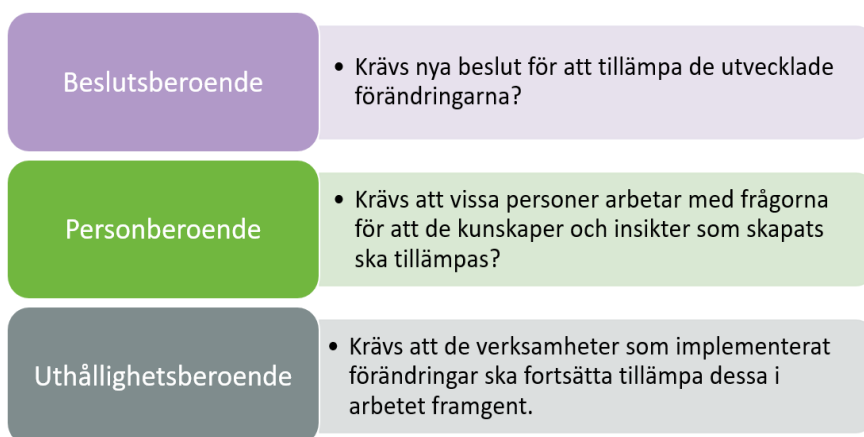 Beslutsberoende
• Krävs nya beslut för att tillämpa de utvecklade
förändringarna?
Personberoende
• Krävs att vissa personer arbetar med frågorna
för att de kunskaper och insikter som skapats
ska tillämpas?
Uthållighetsberoende
• Krävs att de verksamheter som implementerat
förändringar ska fortsätta tillämpa dessa i
arbetet framgent.